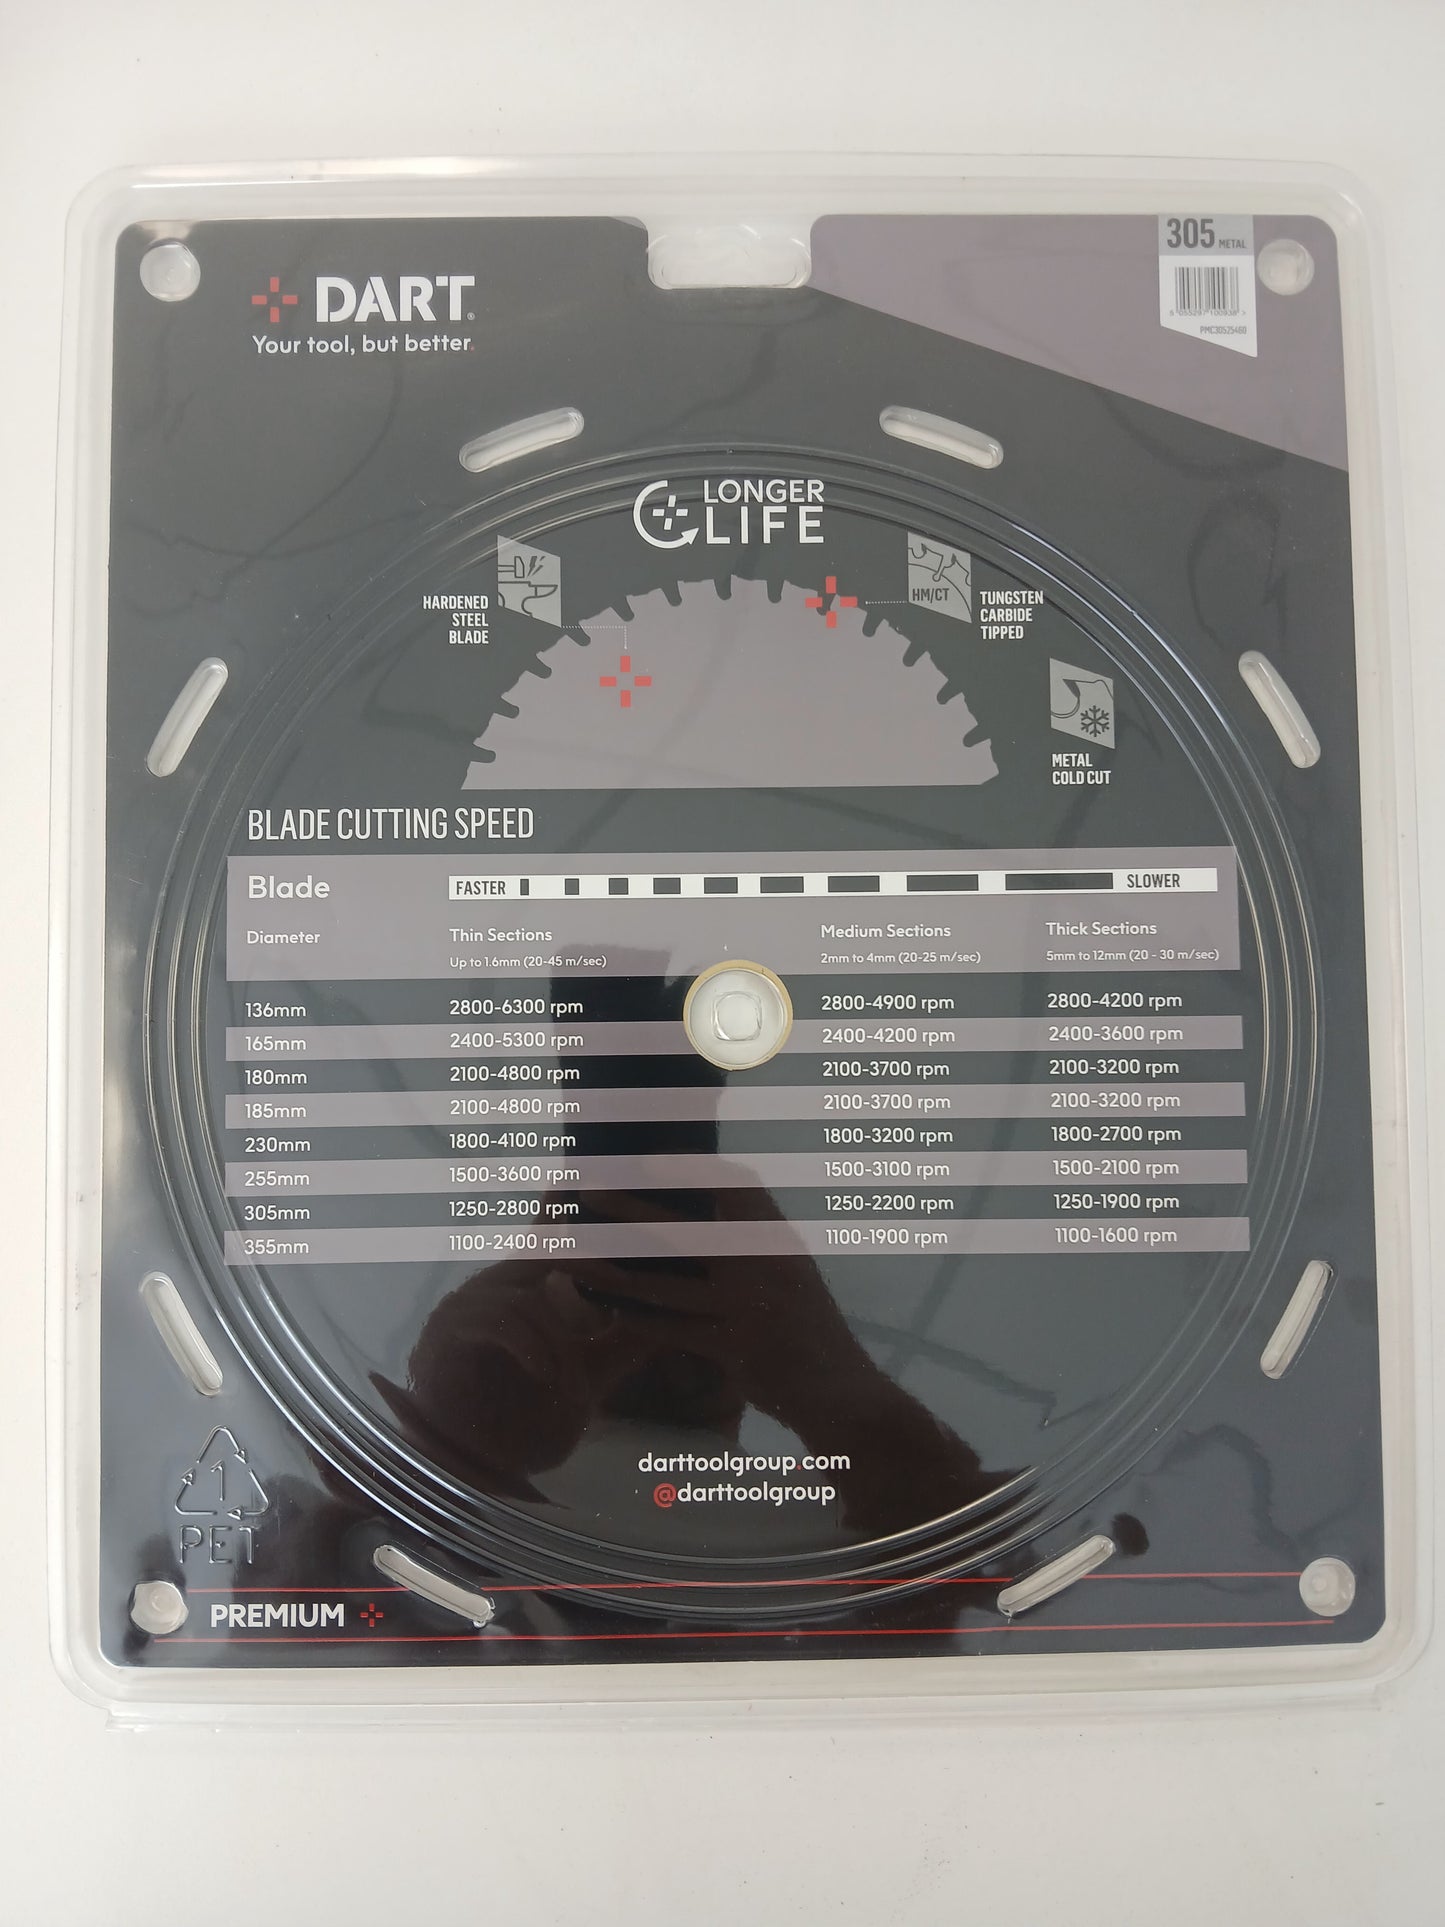 305 METAL
5 055297 100938 >
PMC30525460
DART®
Your tool, but better.
LONGER
LIFE
HARDENED
STEEL
BLADE
HM/CT
TUNGSTEN
CARBIDE
TIPPED
METAL
COLD CUT
BLADE CUTTING SPEED
Blade FASTER SLOWER
Diameter Thin Sections Medium Sections Thick Sections
Up to 1.6mm (20-45 m/sec) 2mm to 4mm (20-25 m/sec) 5mm to 12mm (20 - 30 m/sec)
136mm 2800-6300 rpm 2800-4900 rpm 2800-4200 rpm
165mm 2400-5300 rpm 2400-4200 rpm 2400-3600 rpm
180mm 2100-4800 rpm 2100-3700 rpm 2100-3200 rpm
185mm 2100-4800 rpm 2100-3700 rpm 2100-3200 rpm
230mm 1800-4100 rpm 1800-3200 rpm 1800-2700 rpm
255mm 1500-3600 rpm 1500-3100 rpm 1500-2100 rpm
305mm 1250-2800 rpm 1250-2200 rpm 1250-1900 rpm
355mm 1100-2400 rpm 1100-1900 rpm 1100-1600 rpm
darttoolgroup.com
@darttoolgroup
1
PET
PREMIUM